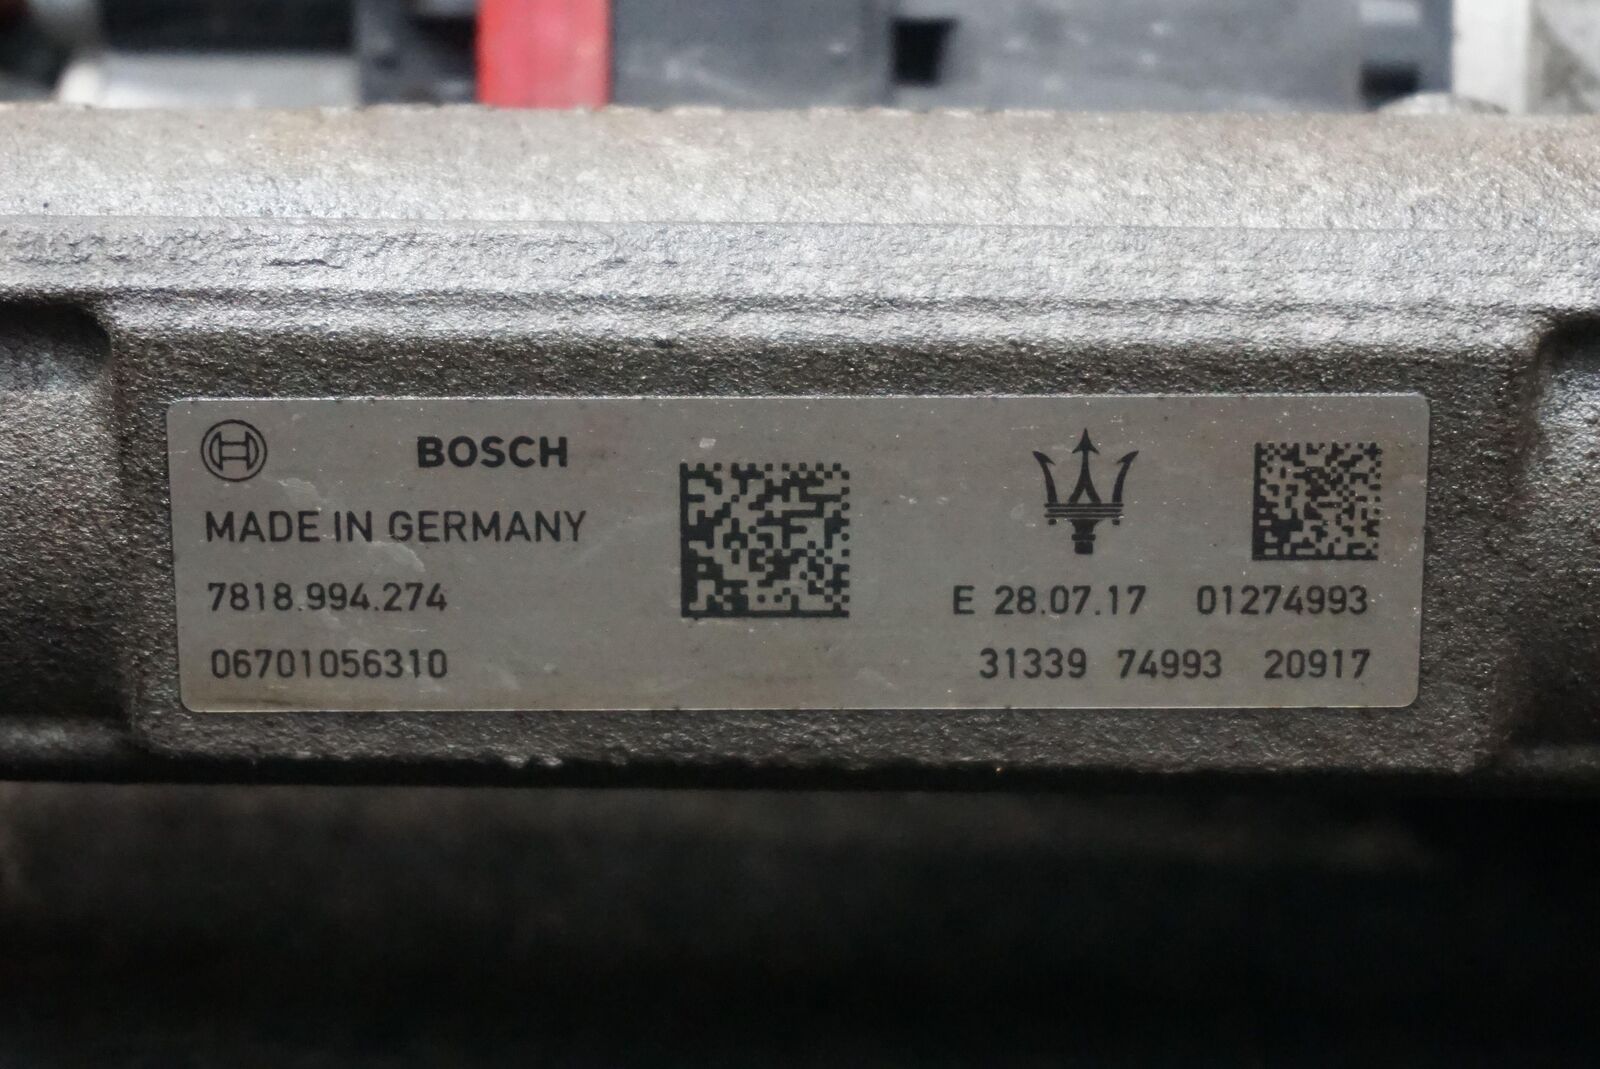 BOSCH
MADE IN GERMANY
7818.994.274
06701056310
E 28.07.17 01274993
31339 74993 20917